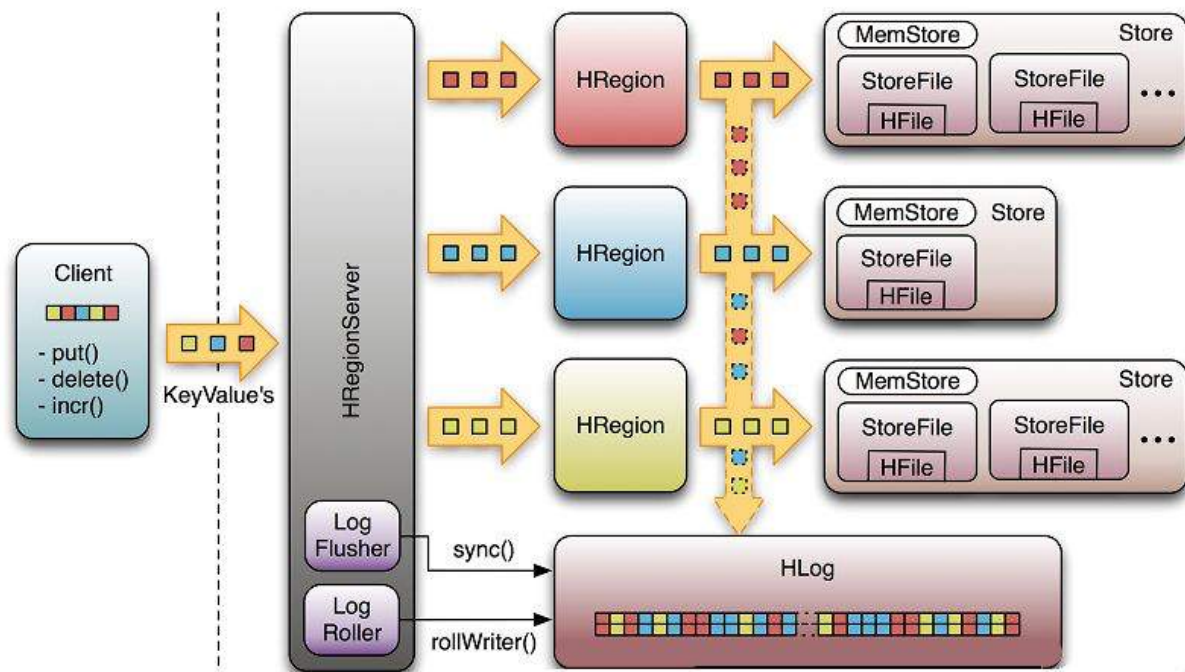 Client
- put()
- delete()
- incr()
KeyValue's
HRegionServer
Log
Flusher
Log
Roller
sync()
rollWriter()
HRegion
MemStore
Store
StoreFile
HFile
StoreFile
HFile
...
HRegion
MemStore
Store
StoreFile
HFile
HRegion
MemStore
Store
StoreFile
HFile
StoreFile
HFile
...
HLog